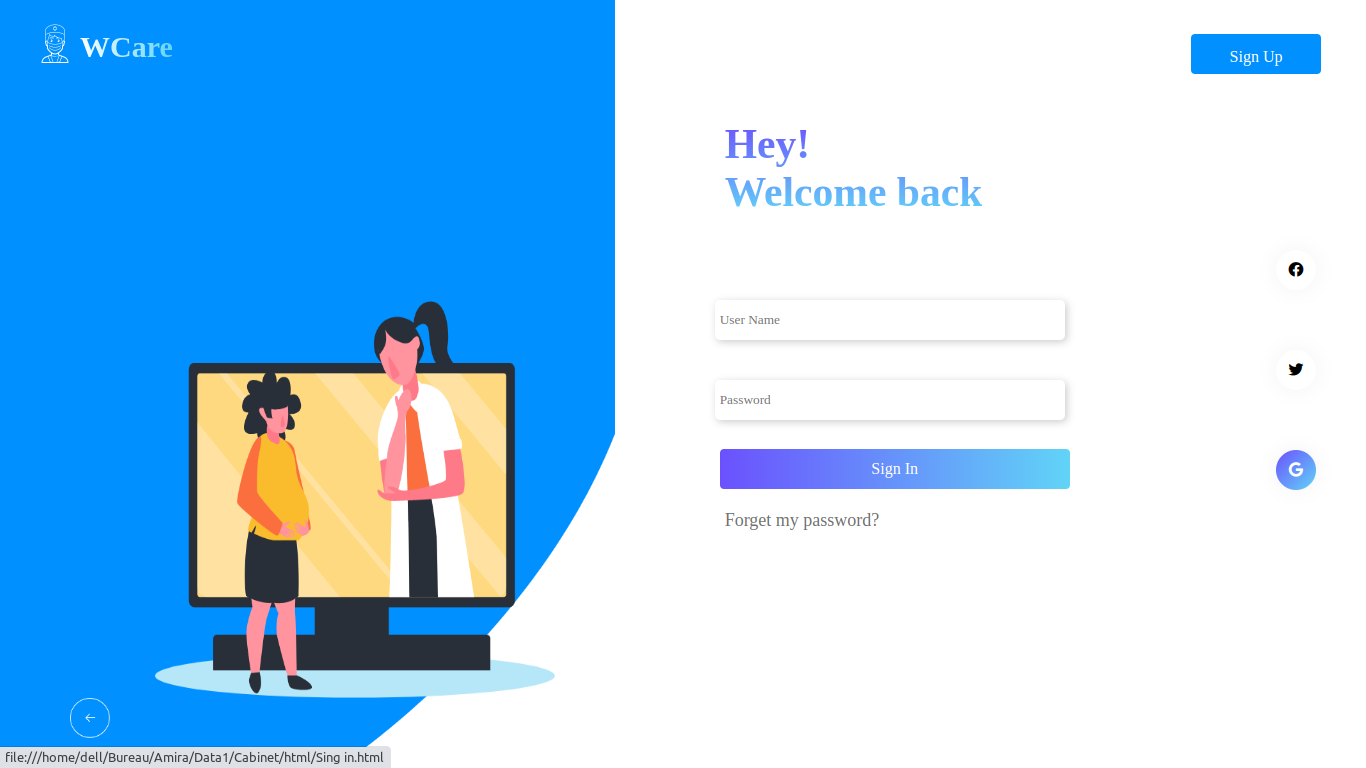 WCare
Sign Up
Hey!
Welcome back
User Name
Password
Sign In
Forget my password?
file:///home/dell/Bureau/Amira/Data1/Cabinet/html/Sing in.html